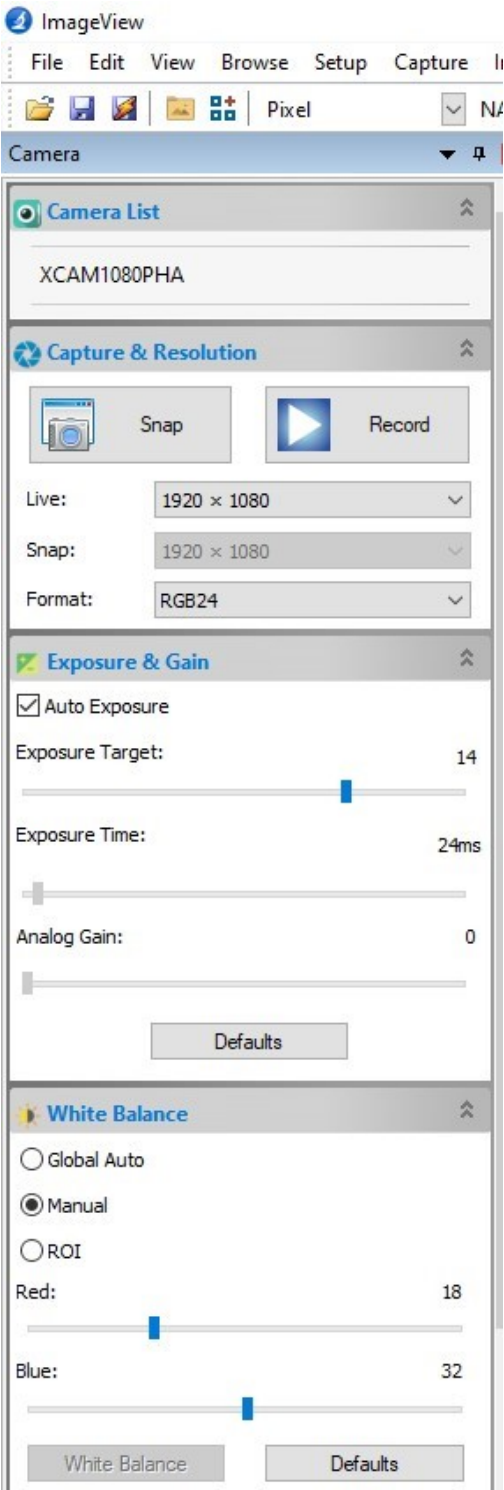 ImageView
File Edit View Browse Setup Capture
Pixel NA
Camera
Camera List
XCAM1080PHA
Capture & Resolution
Snap Record
Live: 1920 × 1080
Snap: 1920 × 1080
Format: RGB24
Exposure & Gain
Auto Exposure
Exposure Target: 14
Exposure Time: 24ms
Analog Gain: 0
Defaults
White Balance
Global Auto
Manual
ROI
Red: 18
Blue: 32
White Balance Defaults